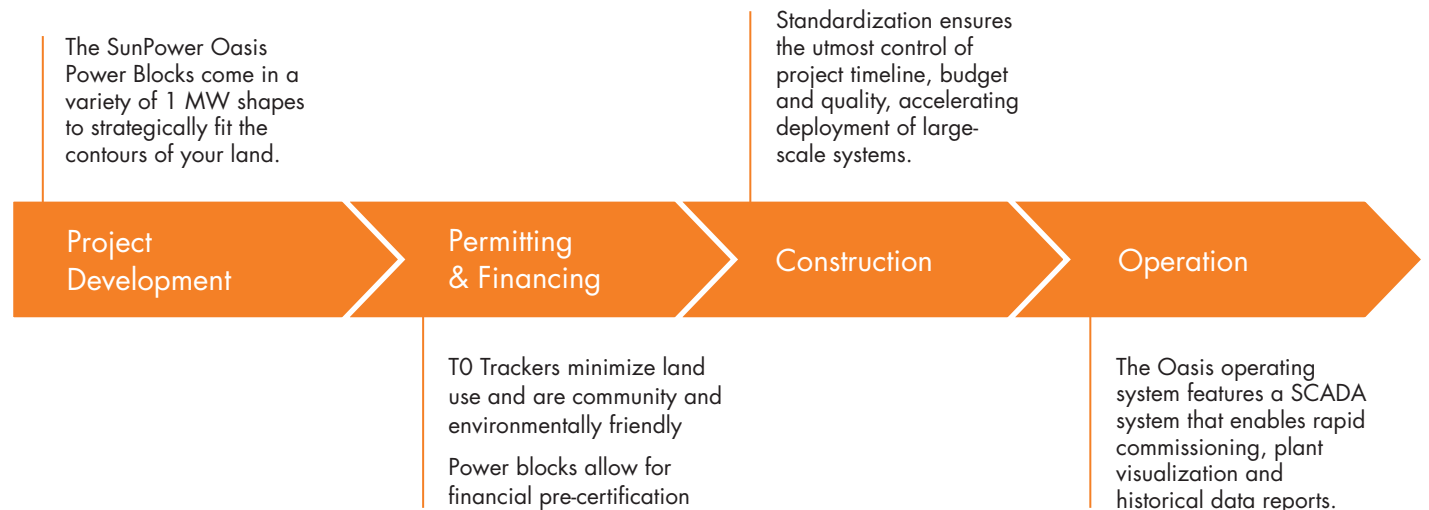 The SunPower Oasis
Power Blocks come in a
variety of 1 MW shapes
to strategically fit the
contours of your land.
Standardization ensures
the utmost control of
project timeline, budget
and quality, accelerating
deployment of large-
scale systems.
Project
Development
Permitting
& Financing
Construction
Operation
T0 Trackers minimize land
use and are community and
environmentally friendly
Power blocks allow for
financial pre-certification
The Oasis operating
system features a SCADA
system that enables rapid
commissioning, plant
visualization and
historical data reports.